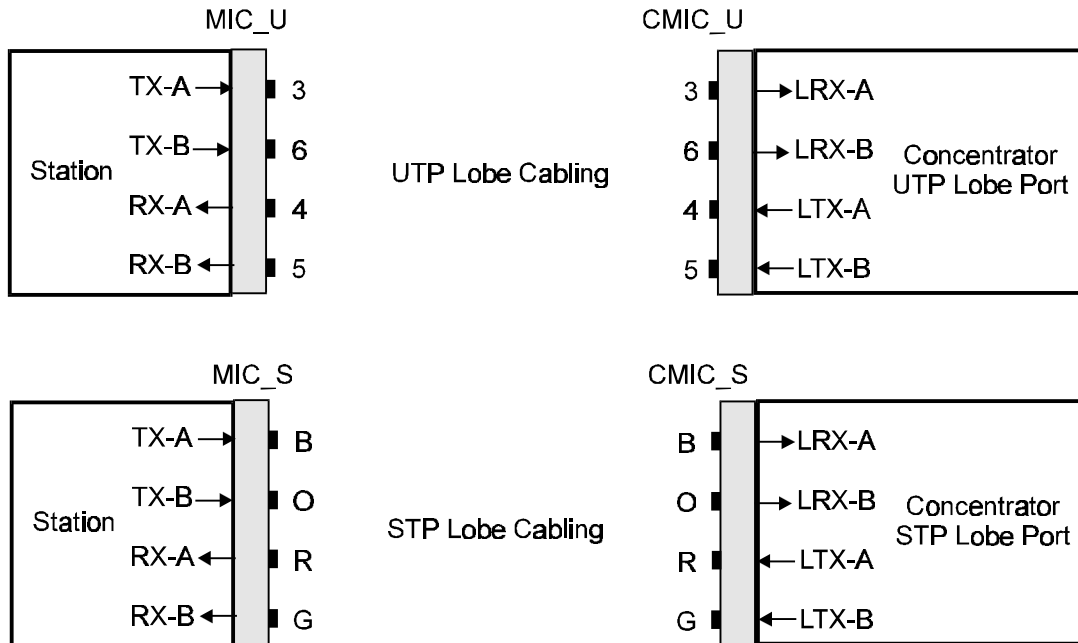 MIC_U CMIC_U
TX-A 3 3 LRX-A
TX-B 6 6 LRX-B
Station UTP Lobe Cabling Concentrator
UTP Lobe Port
RX-A 4 4 LTX-A
RX-B 5 5 LTX-B
MIC_S CMIC_S
TX-A B B LRX-A
TX-B O O LRX-B
Station STP Lobe Cabling Concentrator
STP Lobe Port
RX-A R R LTX-A
RX-B G G LTX-B